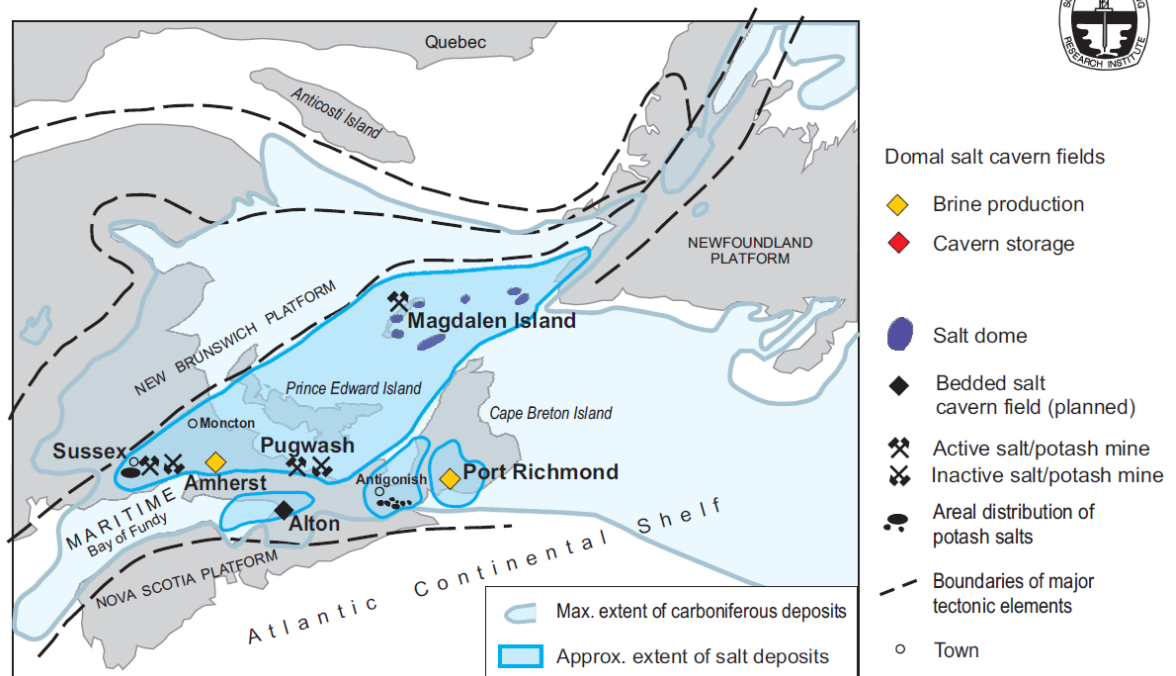 Quebec
Anticosti Island
NEWFOUNDLAND
PLATFORM
NEW BRUNSWICH PLATFORM
Magdalen Island
Prince Edward Island
Cape Breton Island
Moncton
Sussex
Pugwash
Amherst
Antigonish
Port Richmond
Alton
MARITIME
Bay of Fundy
NOVA SCOTIA PLATFORM
Atlantic Continental Shelf
Max. extent of carboniferous deposits
Approx. extent of salt deposits
RESEARCH INSTITUTE
Domal salt cavern fields
Brine production
Cavern storage
Salt dome
Bedded salt
cavern field (planned)
Active salt/potash mine
Inactive salt/potash mine
Areal distribution of
potash salts
Boundaries of major
tectonic elements
Town